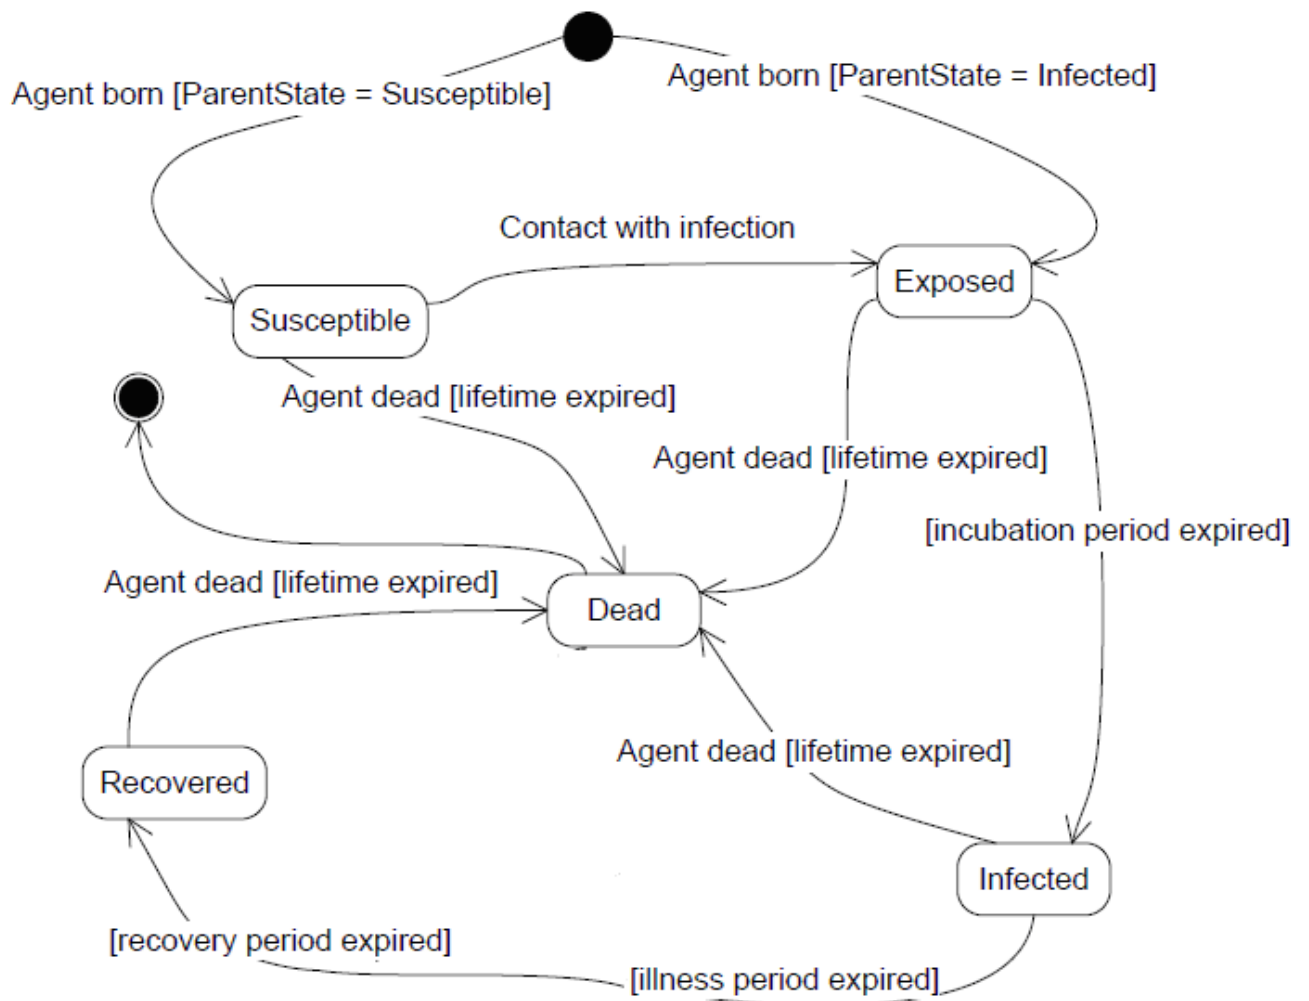 Agent born [ParentState = Infected]
Agent born [ParentState = Susceptible]
Contact with infection
Exposed
Susceptible
Agent dead [lifetime expired]
Agent dead [lifetime expired]
[incubation period expired]
Agent dead [lifetime expired]
Dead
Agent dead [lifetime expired]
Recovered
Infected
[recovery period expired]
[illness period expired]